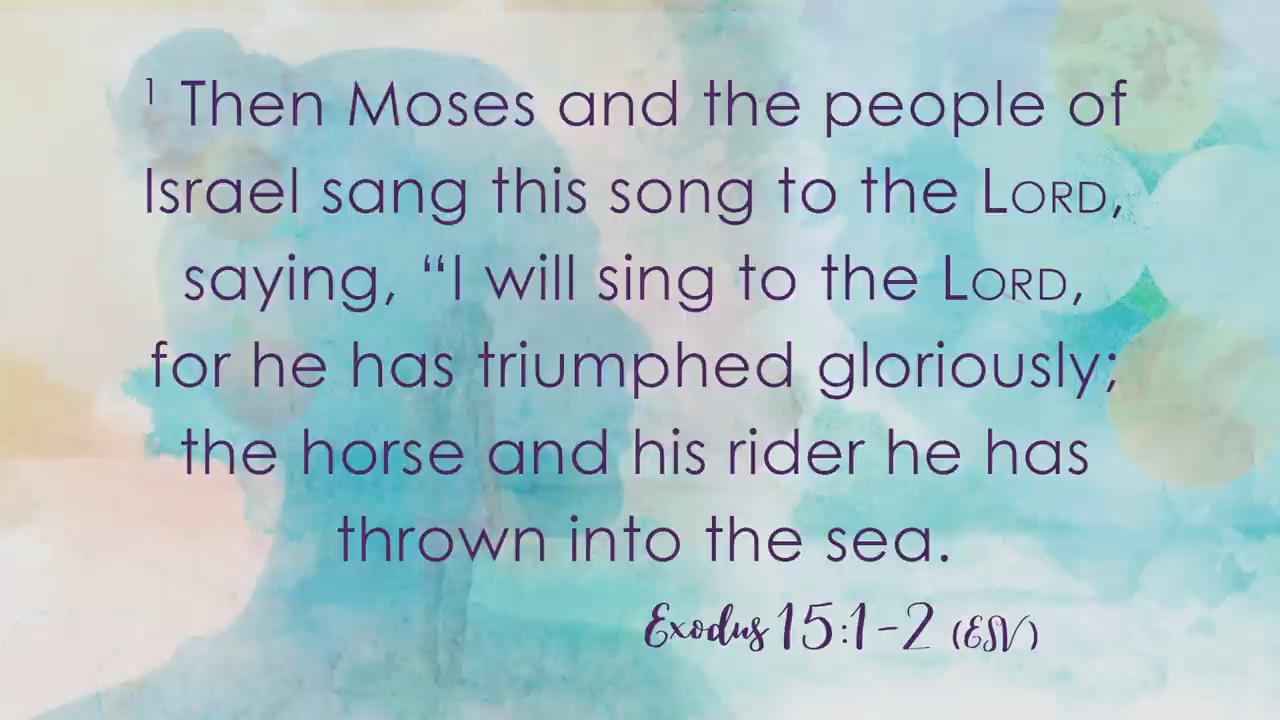 1 Then Moses and the people of
Israel sang this song to the LORD,
saying, “I will sing to the LORD,
for he has triumphed gloriously;
the horse and his rider he has
thrown into the sea.
Exodus 15:1-2 (ESV)